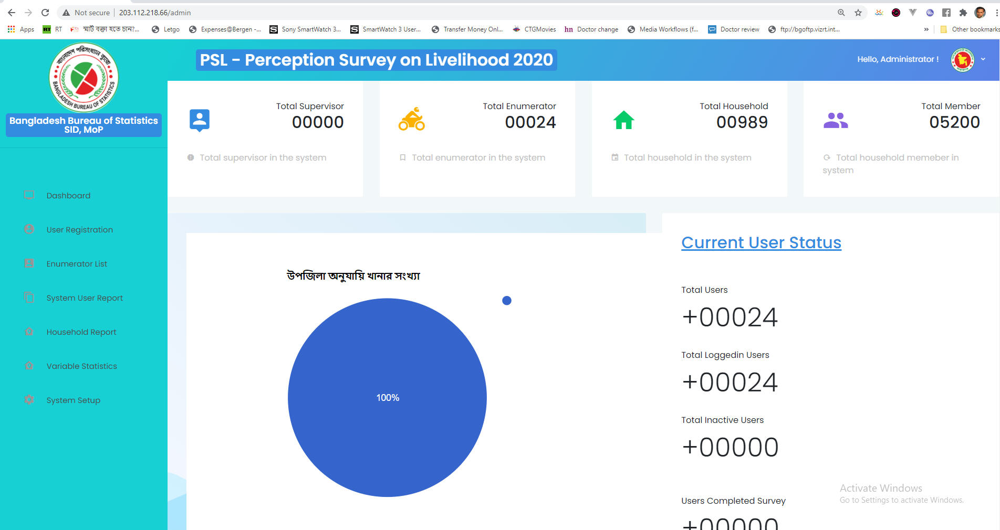 Not secure | 203.112.218.66/admin
Apps RT স্মার্ট বক্তা হতে চান?... Letgo Expenses@Bergen -... Sony SmartWatch 3... SmartWatch 3 User... Transfer Money Onl... CTGMovies hn Doctor change Media Workflows (f... Doctor review ftp://bgoftp.vizrt.int... » Other bookmarks
বাংলাদেশ পরিসংখ্যান ব্যুরো
BANGLADESH BUREAU OF STATISTICS
Bangladesh Bureau of Statistics
SID, MoP
PSL - Perception Survey on Livelihood 2020
Hello, Administrator !
Dashboard
User Registration
Enumerator List
System User Report
Household Report
Variable Statistics
System Setup
Total Supervisor
00000
Total supervisor in the system
Total Enumerator
00024
Total enumerator in the system
Total Household
00989
Total household in the system
Total Member
05200
Total household memeber in
system
উপজিলা অনুযায়ি খানার সংখ্যা
100%
Current User Status
Total Users
+00024
Total Loggedin Users
+00024
Total Inactive Users
+00000
Users Completed Survey
+00000
Activate Windows
Go to Settings to activate Windows.